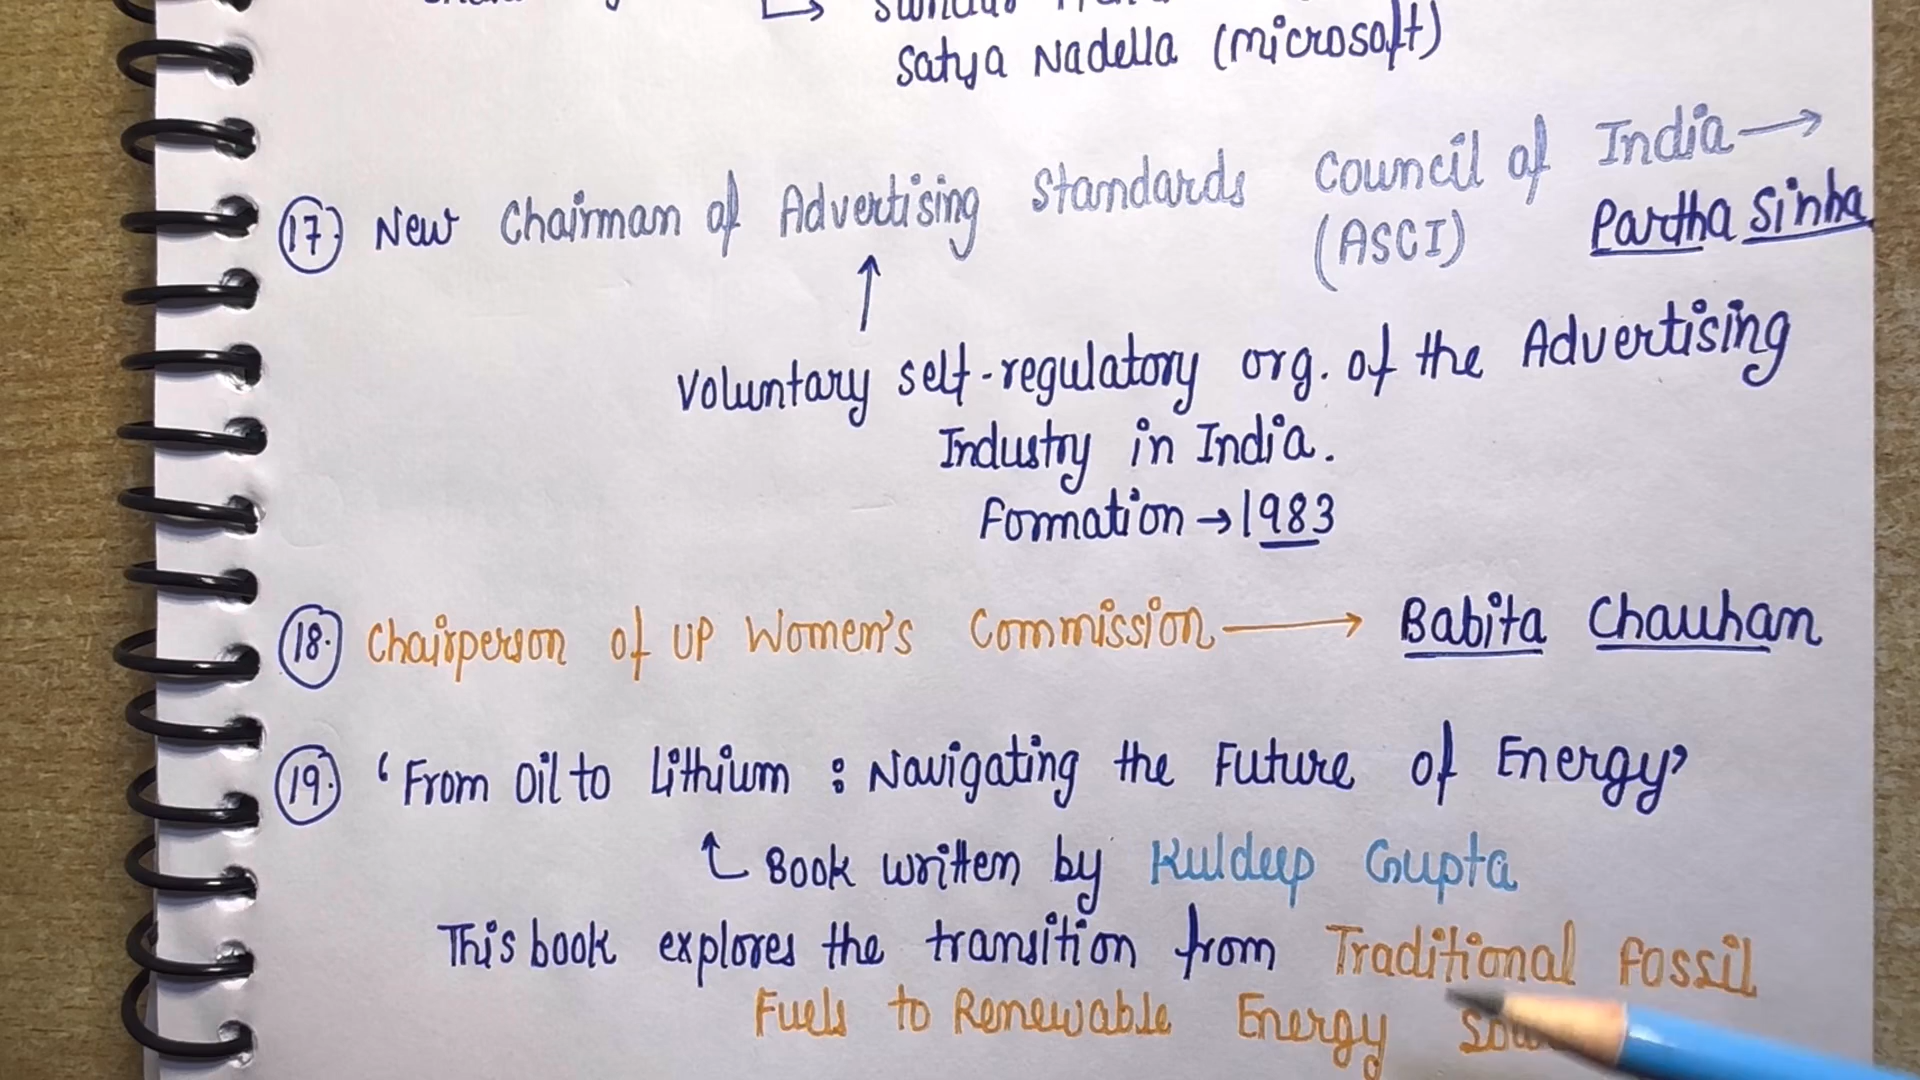 Satya Nadella (Microsoft)
17. New Chairman of Advertising Standards Council of India →
(ASCI) Partha Sinha
↑
Voluntary self-regulatory org. of the Advertising
Industry in India.
Formation → 1983
18. Chairperson of UP Women's Commission → Babita Chauhan
19. 'From Oil to Lithium : Navigating the Future of Energy'
Book written by Kuldeep Gupta
This book explores the transition from Traditional Fossil
Fuels to Renewable Energy